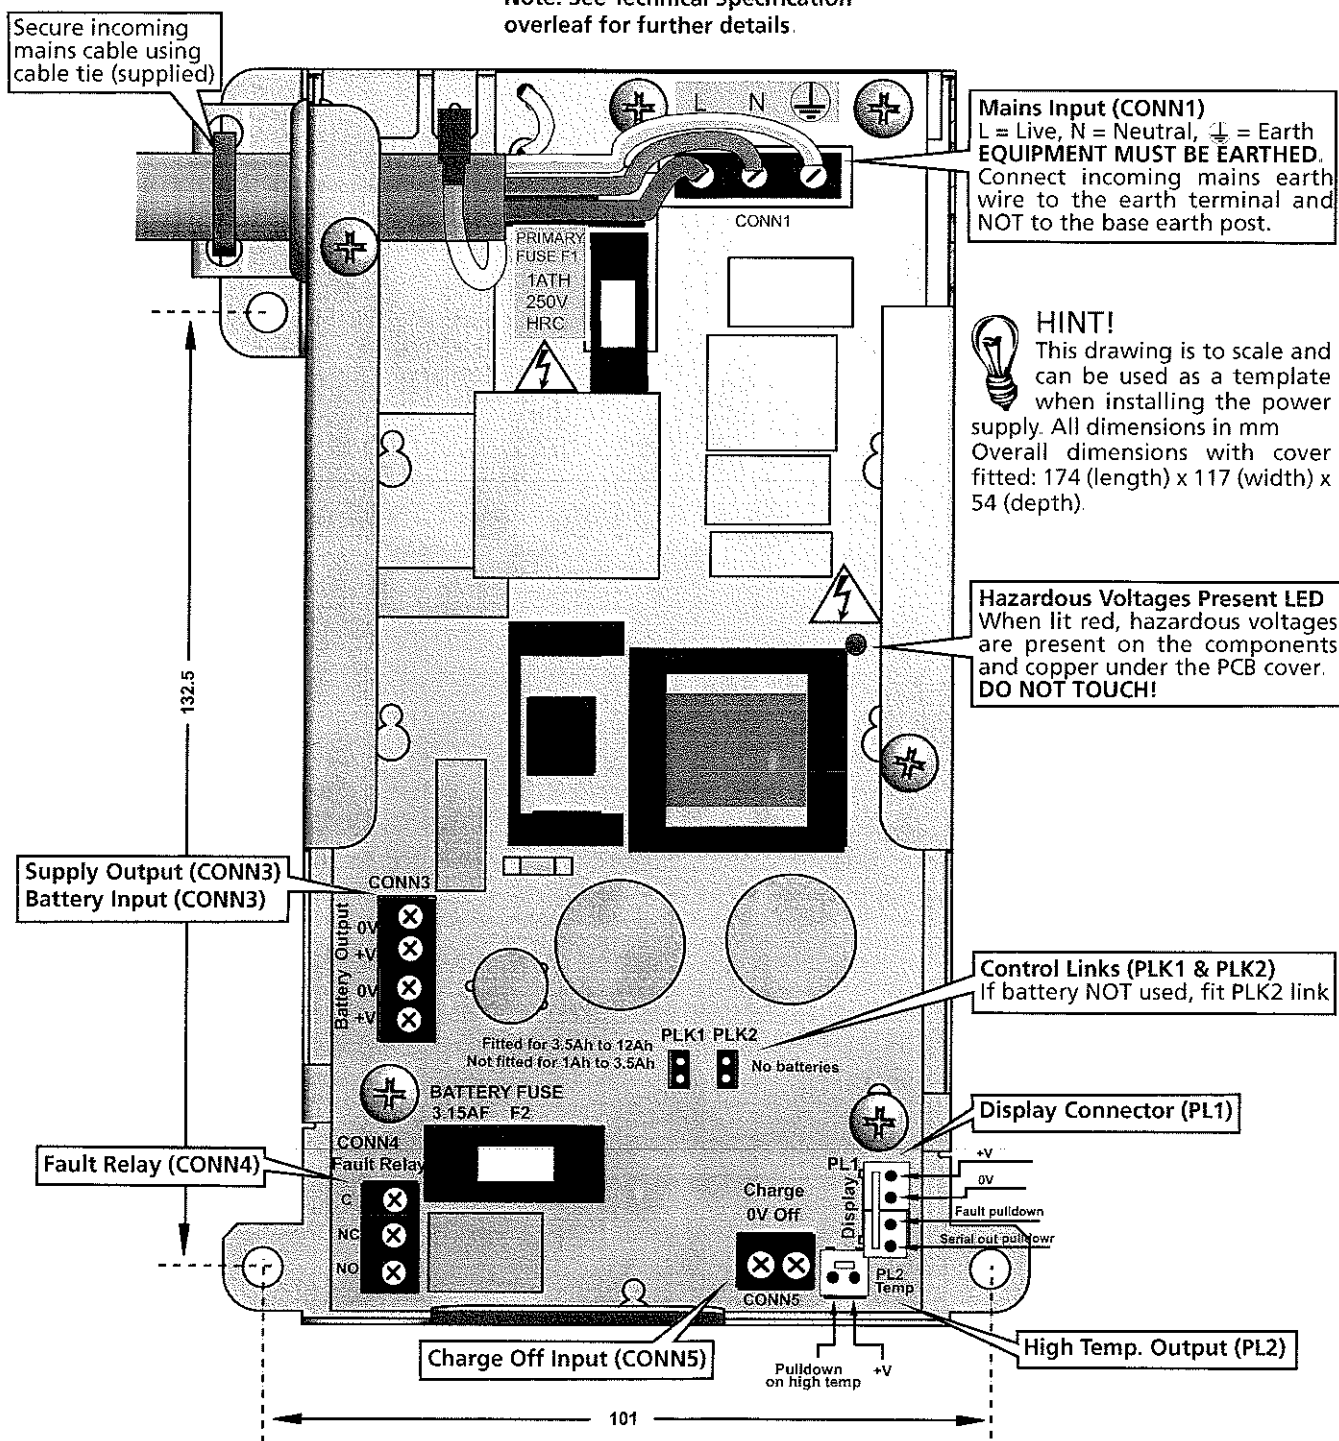 Note: See Technical Specification
overleaf for further details.
Secure incoming
mains cable using
cable tie (supplied)
L N
Mains Input (CONN1)
L = Live, N = Neutral, ⏚ = Earth
EQUIPMENT MUST BE EARTHED.
Connect incoming mains earth
wire to the earth terminal and
NOT to the base earth post.
CONN1
PRIMARY
FUSE F1
1ATH
250V
HRC
HINT!
This drawing is to scale and
can be used as a template
when installing the power
supply. All dimensions in mm
Overall dimensions with cover
fitted: 174 (length) x 117 (width) x
54 (depth).
Hazardous Voltages Present LED
When lit red, hazardous voltages
are present on the components
and copper under the PCB cover.
DO NOT TOUCH!
132.5
Supply Output (CONN3)
Battery Input (CONN3)
CONN3
Battery Output
0V
+V
0V
+V
Control Links (PLK1 & PLK2)
If battery NOT used, fit PLK2 link
PLK1 PLK2
Fitted for 3.5Ah to 12Ah
Not fitted for 1Ah to 3.5Ah
No batteries
BATTERY FUSE
3.15AF F2
Display Connector (PL1)
CONN4
Fault Relay
Fault Relay (CONN4)
C
NC
NO
PL1
Display
+V
0V
Fault pulldown
Serial out pulldowr
Charge
0V Off
CONN5
PL2
Temp
Charge Off Input (CONN5)
Pulldown
on high temp
+V
High Temp. Output (PL2)
101